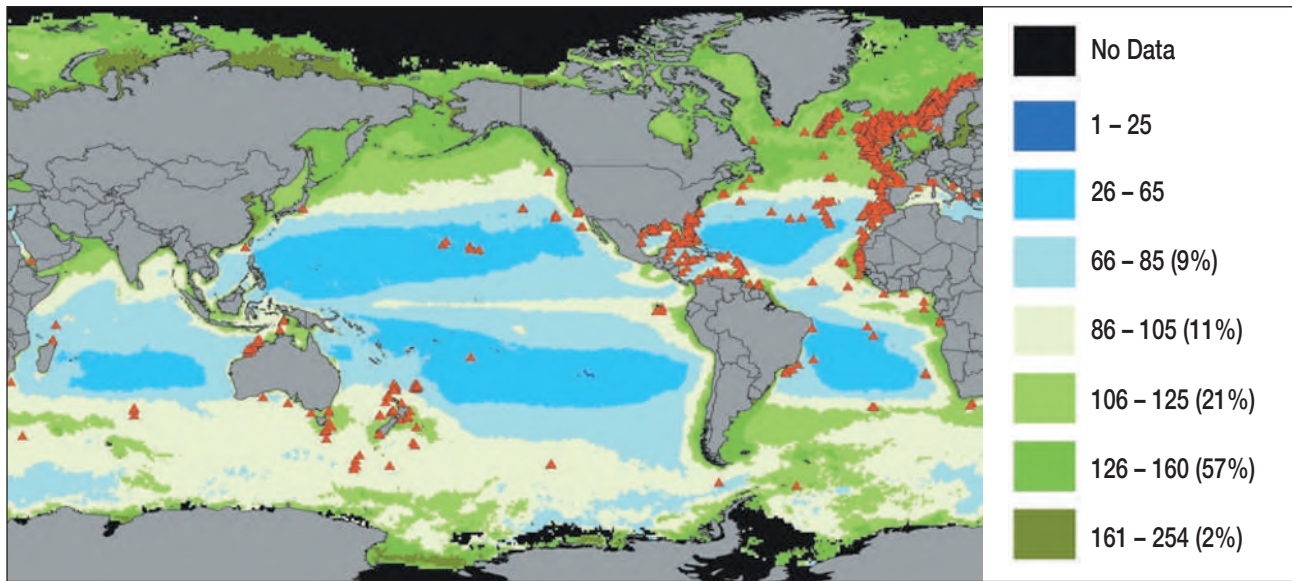 No Data
1 – 25
26 – 65
66 – 85 (9%)
86 – 105 (11%)
106 – 125 (21%)
126 – 160 (57%)
161 – 254 (2%)